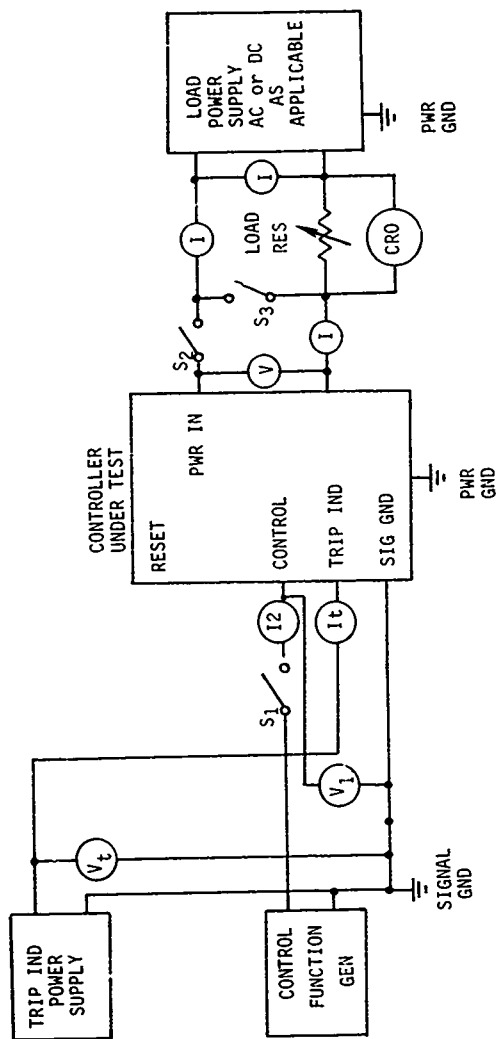 TRIP IND
POWER
SUPPLY
CONTROL
FUNCTION
GEN
SIGNAL
GND
Vt
V1
S1
I2
It
CONTROLLER
UNDER TEST
RESET
PWR IN
CONTROL
TRIP IND
SIG GND
PWR
GND
S2
V
S3
I
I
I
LOAD
RES
CRO
LOAD
POWER
SUPPLY
AC or DC
AS
APPLICABLE
PWR
GND